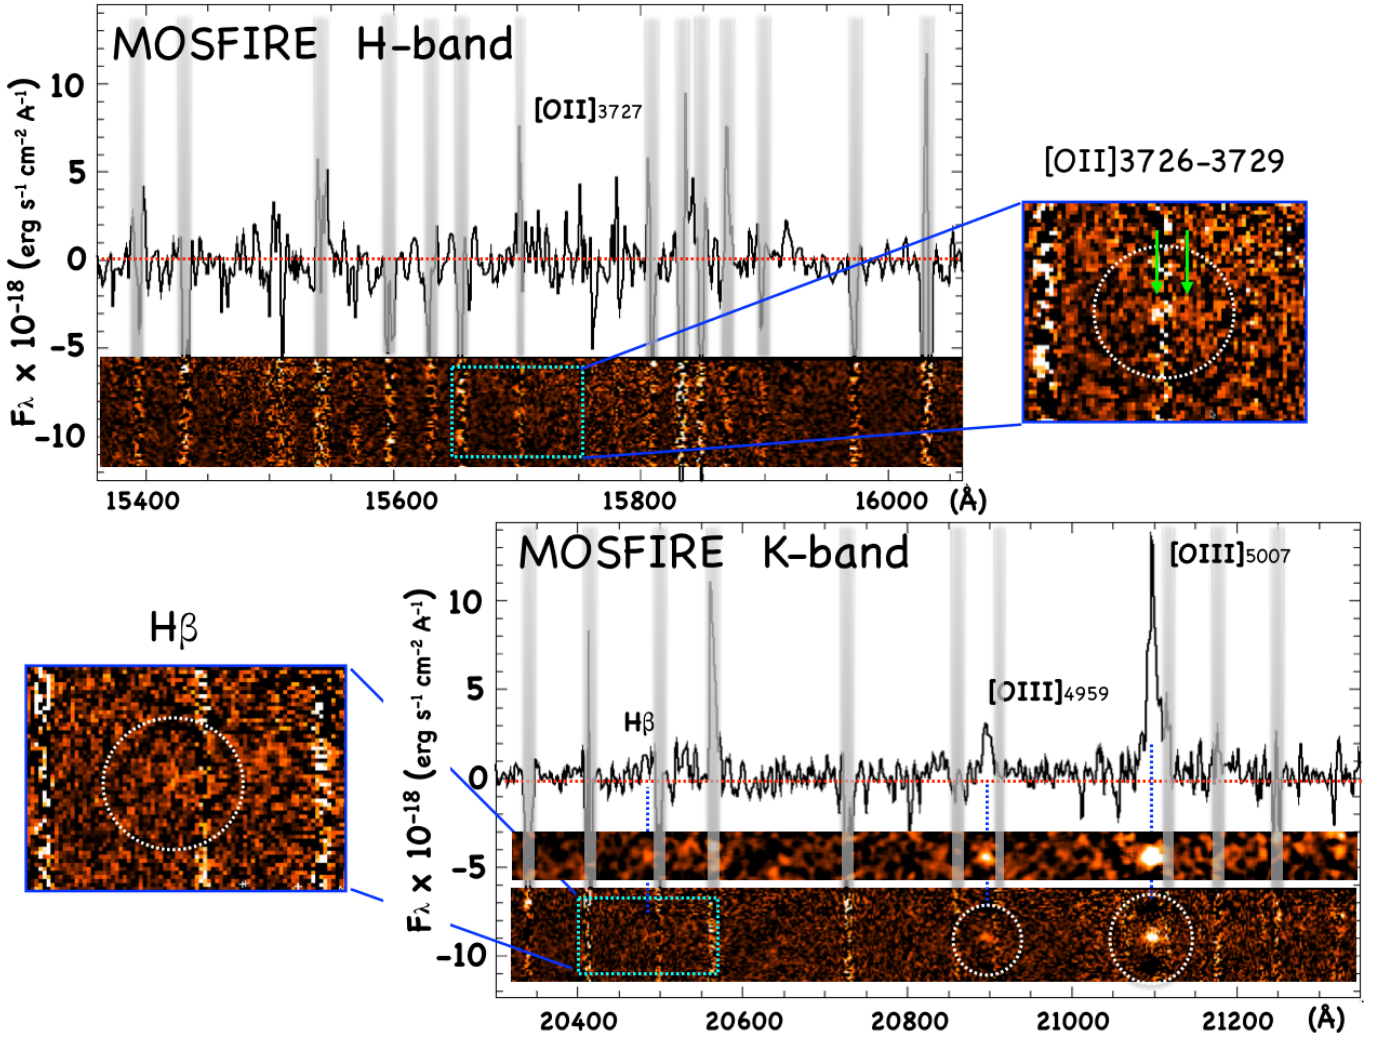 MOSFIRE H-band
[OII]3727
10
5
0
-5
-10
Fλ x 10⁻¹⁸ (erg s⁻¹ cm⁻² A⁻¹)
15400 15600 15800 16000 (Å)
[OII]3726-3729
MOSFIRE K-band
[OIII]5007
[OIII]4959
Hβ
10
5
0
-5
-10
Fλ x 10⁻¹⁸ (erg s⁻¹ cm⁻² A⁻¹)
20400 20600 20800 21000 21200 (Å)
Hβ